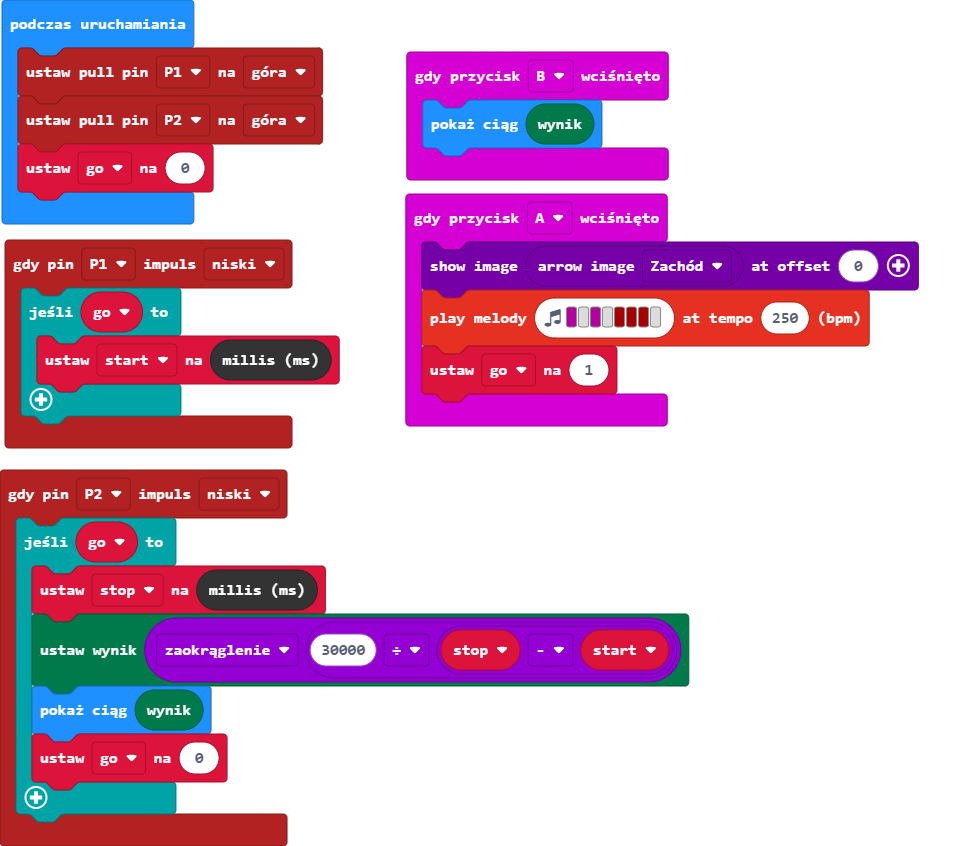 podczas uruchamiania
ustaw pull pin P1 na góra
ustaw pull pin P2 na góra
ustaw go na 0
gdy pin P1 impuls niski
jeśli go to
ustaw start na millis (ms)
gdy pin P2 impuls niski
jeśli go to
ustaw stop na millis (ms)
ustaw wynik zaokrąglenie 30000 ÷ stop - start
pokaż ciąg wynik
ustaw go na 0
gdy przycisk B wciśnięto
pokaż ciąg wynik
gdy przycisk A wciśnięto
show image arrow image Zachód at offset 0
play melody at tempo 250 (bpm)
ustaw go na 1